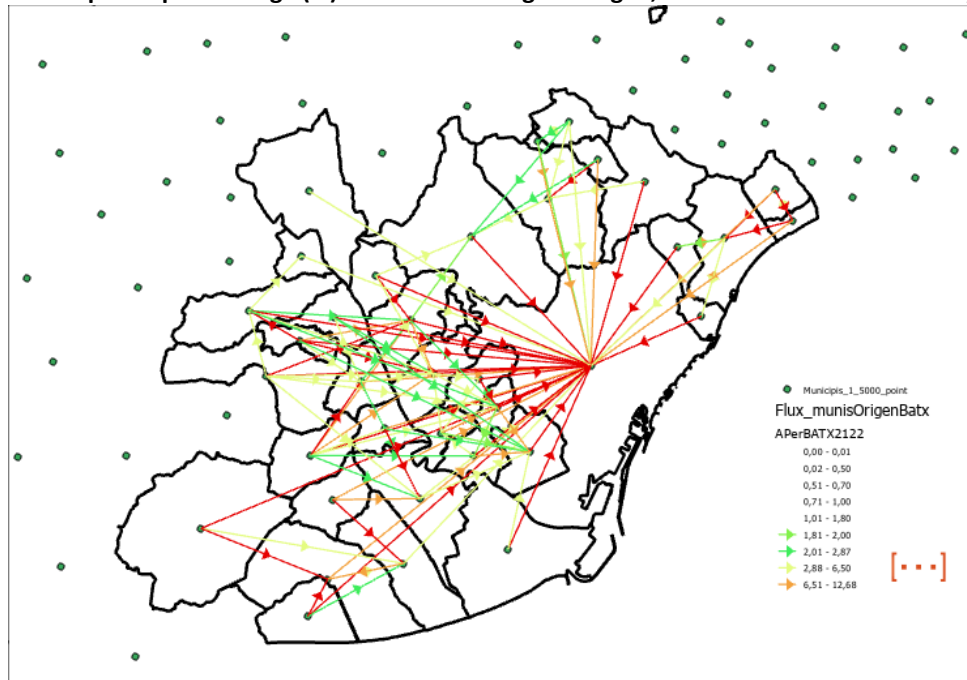 Municipis_1_5000_point
Flux_munisOrigenBatx
APerBATX2122
0,00 - 0,01
0,02 - 0,50
0,51 - 0,70
0,71 - 1,00
1,01 - 1,80
1,81 - 2,00
2,01 - 2,87
2,88 - 6,50
6,51 - 12,68
[...]